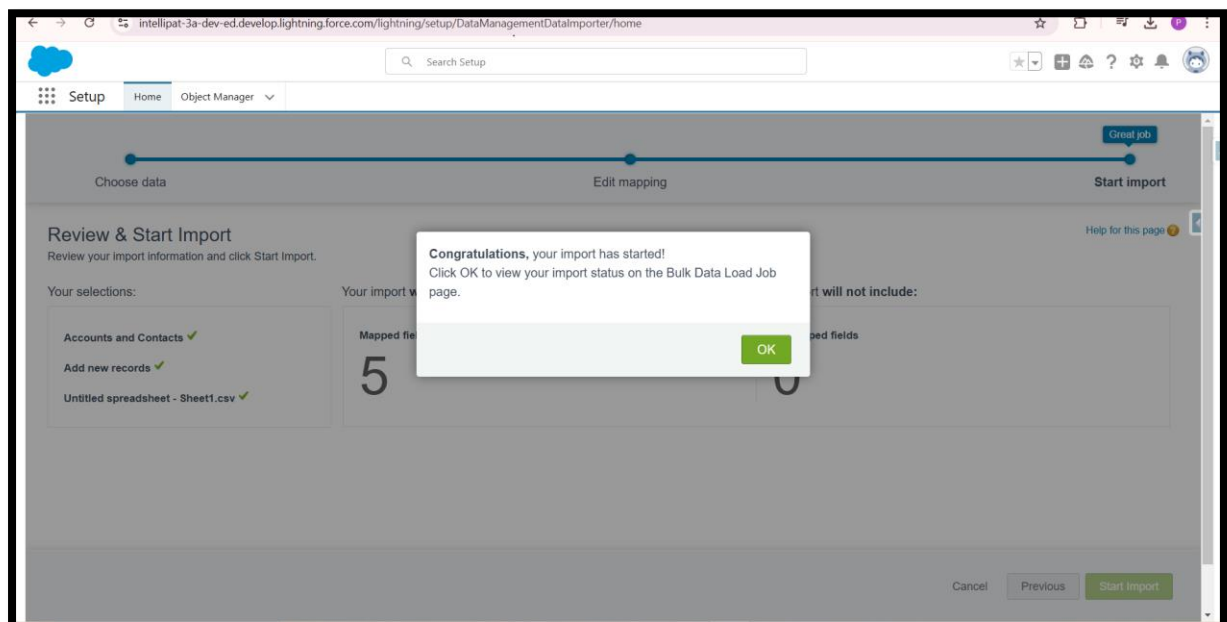 intellipat-3a-dev-ed.develop.lightning.force.com/lightning/setup/DataManagementDataImporter/home
P
Search Setup
Setup Home Object Manager
Great job
Choose data Edit mapping Start import
Review & Start Import
Help for this page
Review your import information and click Start Import.
Congratulations, your import has started!
Click OK to view your import status on the Bulk Data Load Job
page.
OK
Your selections:
Your import
will not include:
Accounts and Contacts
Add new records
Untitled spreadsheet - Sheet1.csv
Mapped
5
fields
Cancel Previous Start Import